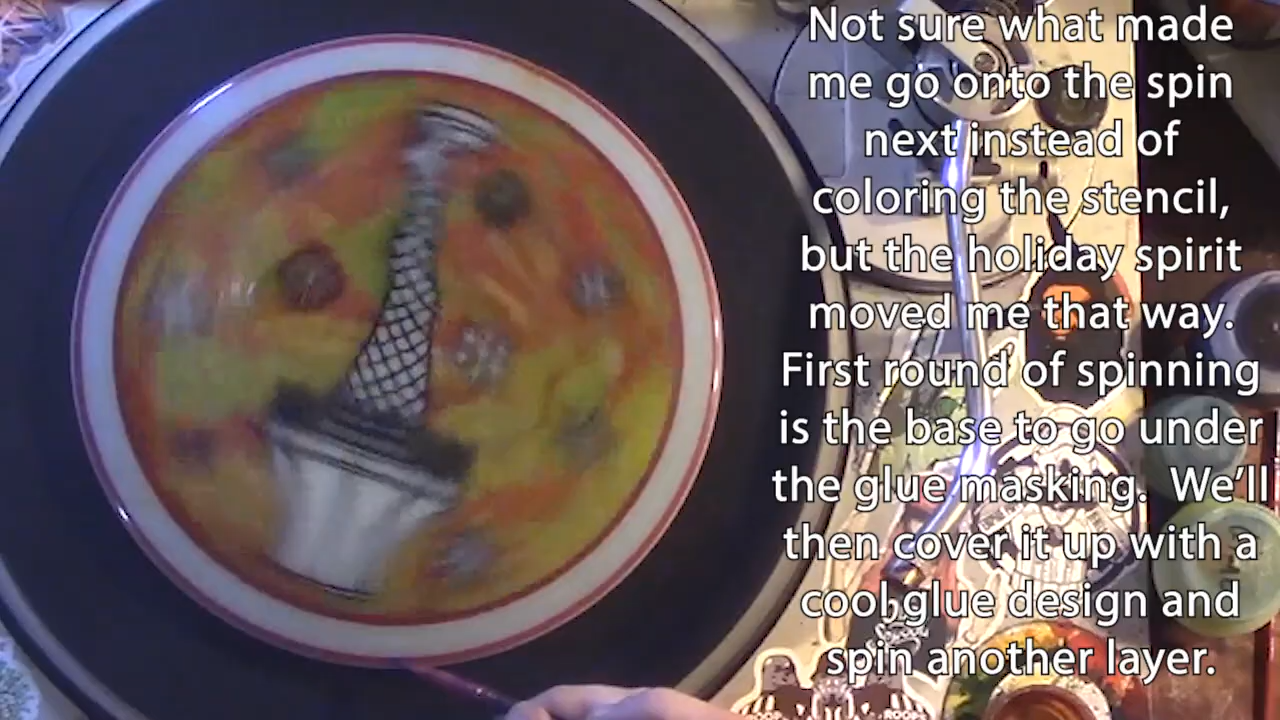 Not sure what made
me go onto the spin
next instead of
coloring the stencil,
but the holiday spirit
moved me that way.
First round of spinning
is the base to go under
the glue masking.  We'll
then cover it up with a
cool glue design and
spin another layer.